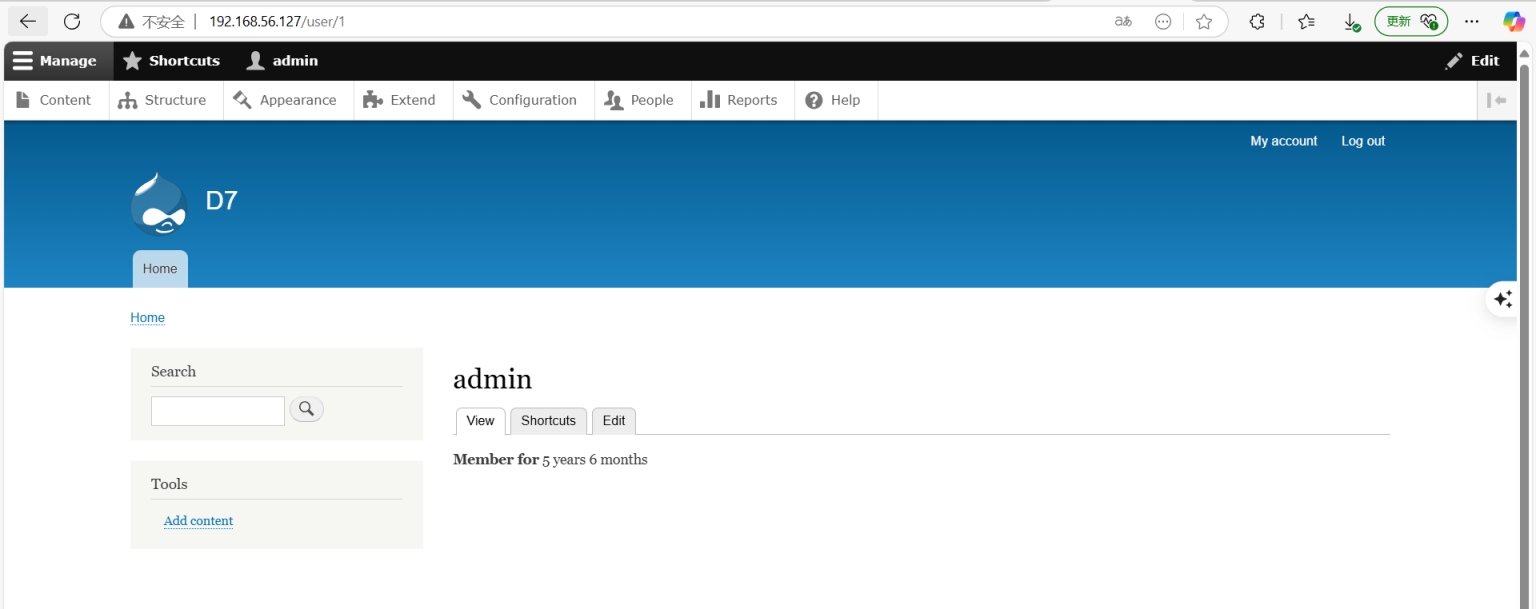 不安全 192.168.56.127/user/1 aあ 更新
Manage Shortcuts admin Edit
Content Structure Appearance Extend Configuration People Reports Help
My account Log out
D7
Home
Home
Search
admin
View Shortcuts Edit
Member for 5 years 6 months
Tools
Add content